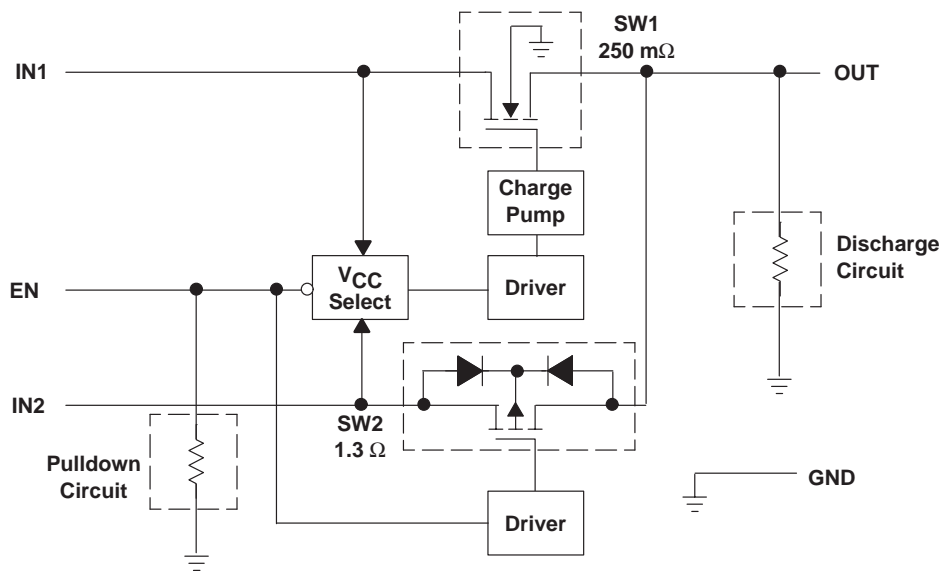 SW1
250 mΩ
IN1
OUT
Charge
Pump
Discharge
Circuit
VCC
Select
EN
Driver
IN2
SW2
1.3 Ω
Pulldown
Circuit
GND
Driver